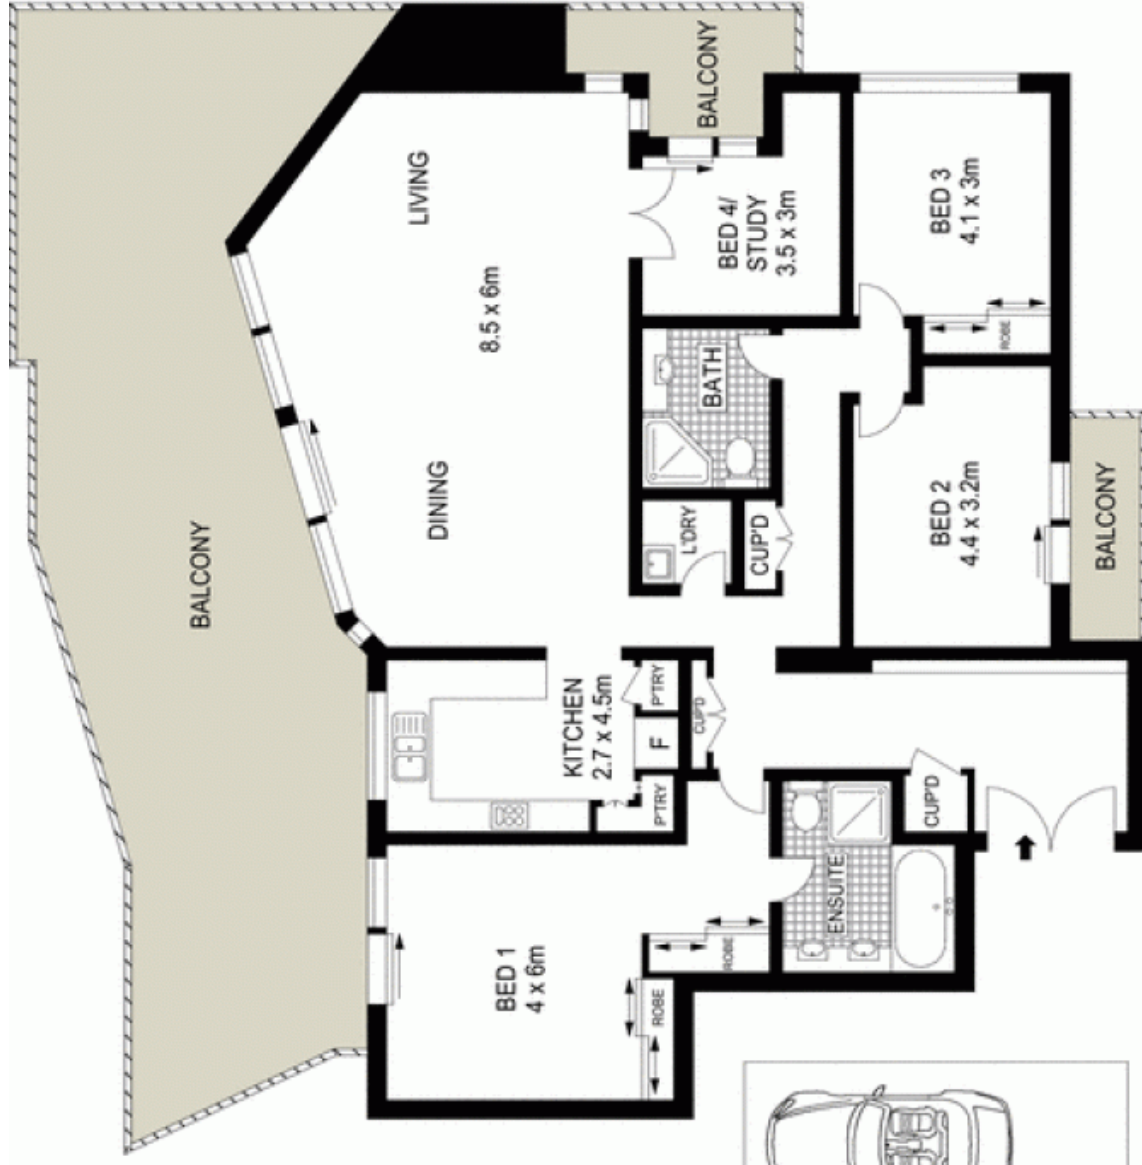 BALCONY
LIVING
8.5 x 6m
DINING
BALCONY
BED 4/
STUDY
3.5 x 3m
BED 3
4.1 x 3m
ROBE
BATH
L'DRY
CUP'D
BED 2
4.4 x 3.2m
BALCONY
KITCHEN
2.7 x 4.5m
P'TRY
F
P'TRY
CUP'D
CUP'D
ENSUITE
BED 1
4 x 6m
ROBE
ROBE